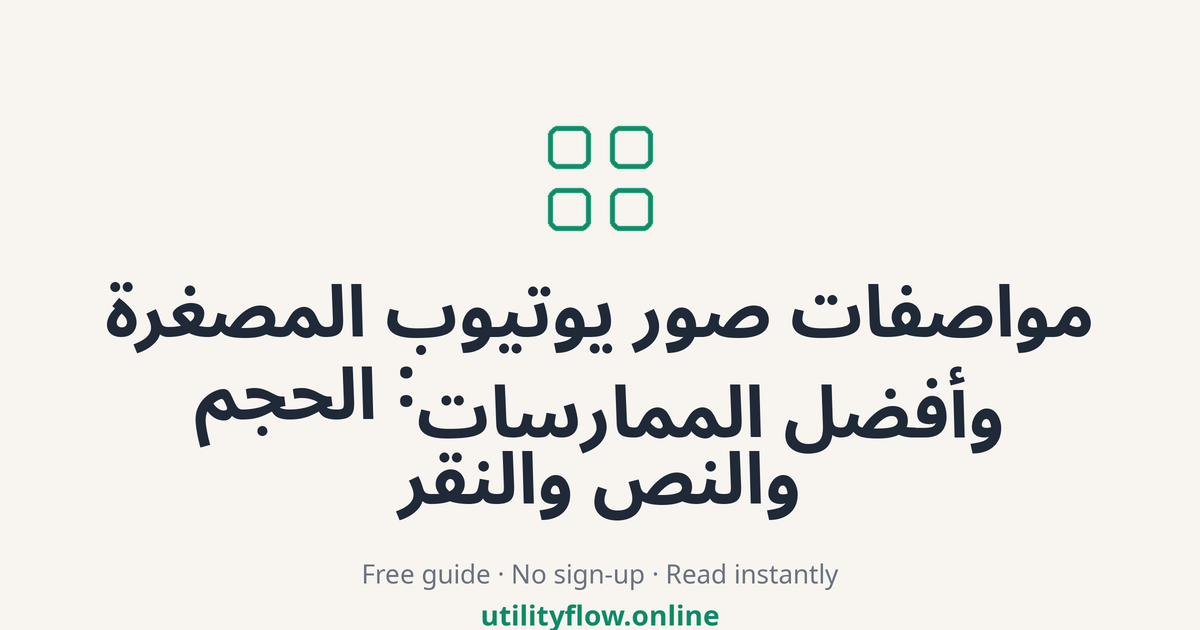 مواصفات صور يوتيوب المصغرة
وأفضل الممارسات: الحجم
والنص والنقر
Free guide · No sign-up · Read instantly
utilityflow.online